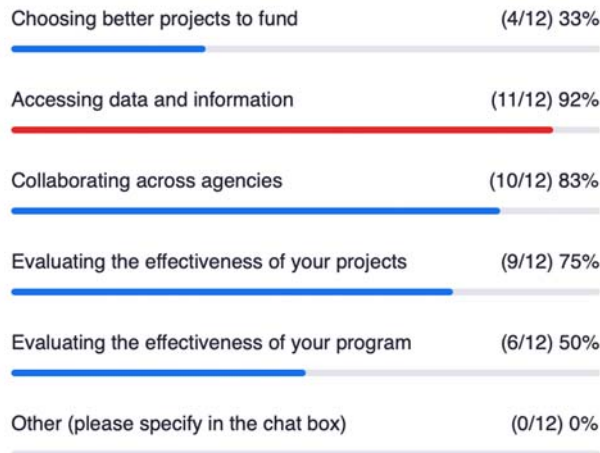 Choosing better projects to fund (4/12) 33%
Accessing data and information (11/12) 92%
Collaborating across agencies (10/12) 83%
Evaluating the effectiveness of your projects (9/12) 75%
Evaluating the effectiveness of your program (6/12) 50%
Other (please specify in the chat box) (0/12) 0%